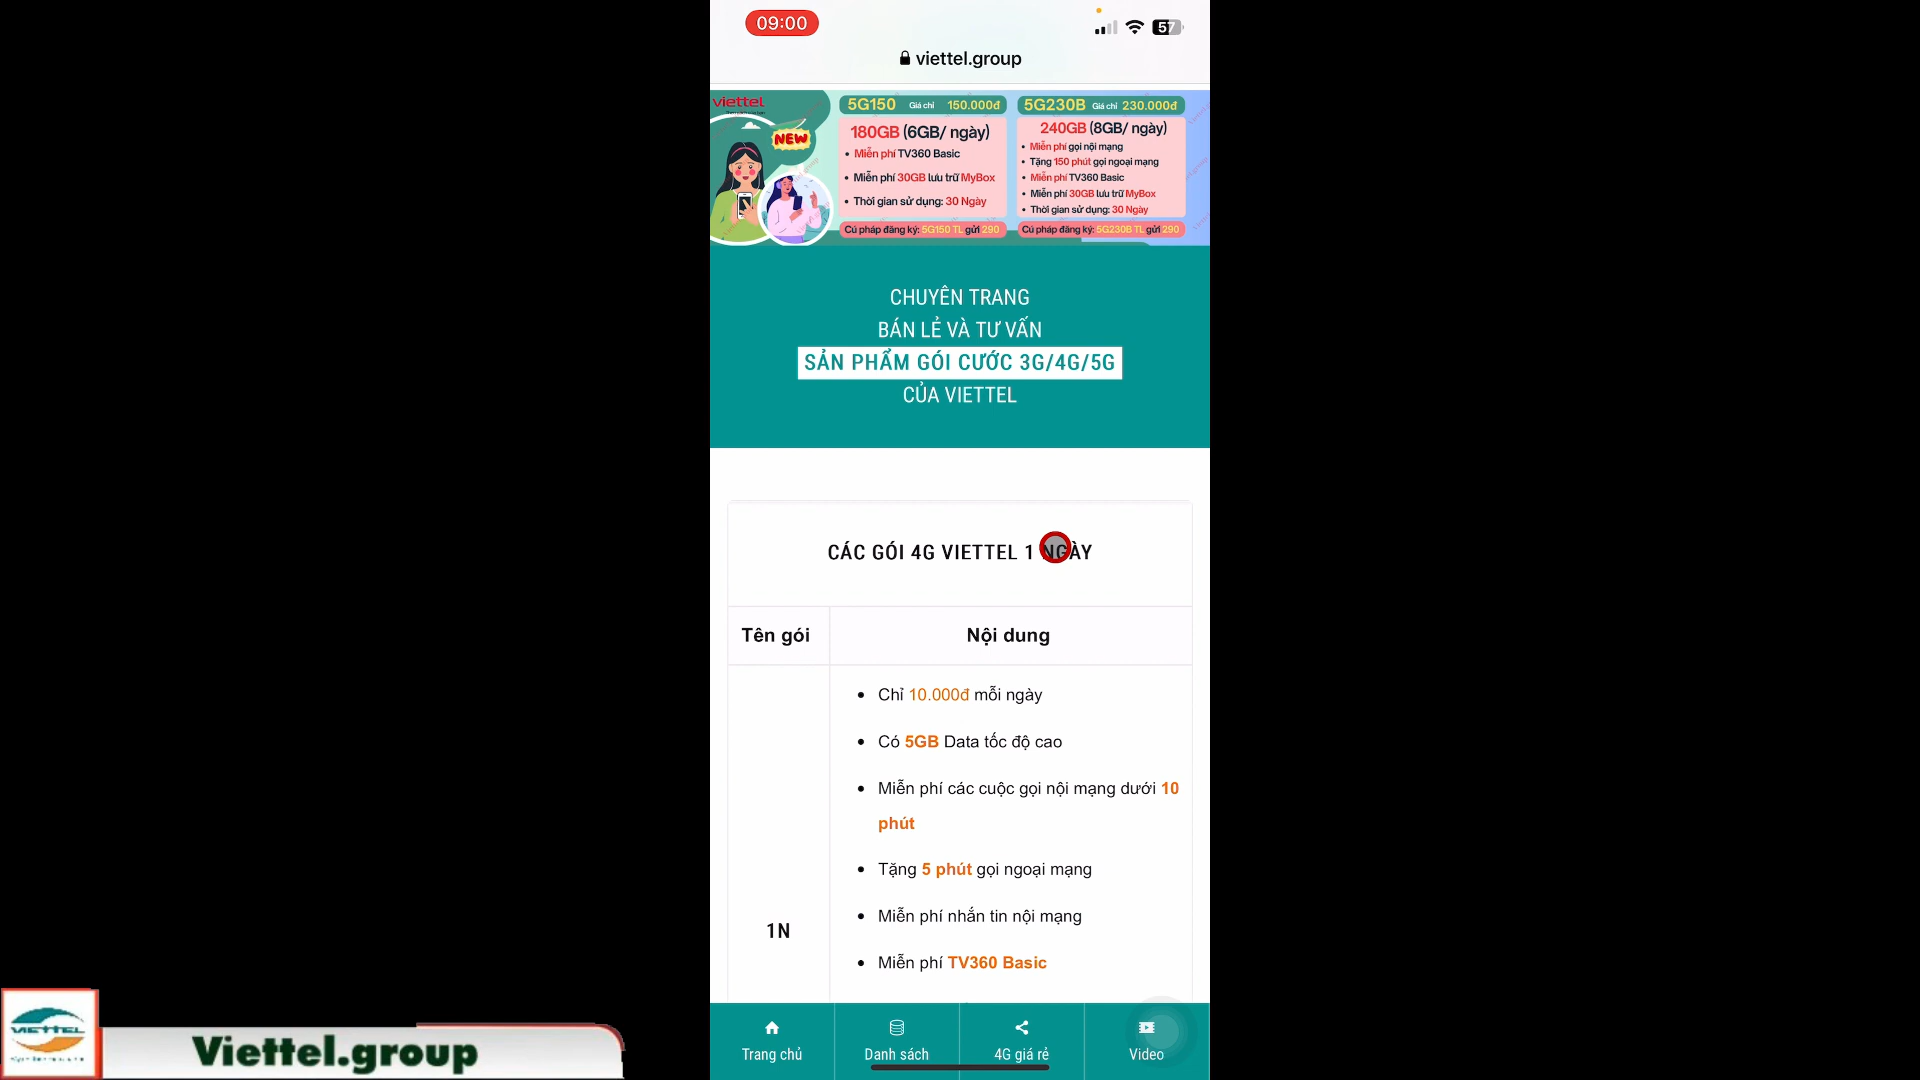 09:00
57
viettel.group
viettel
NEW
5G150 Giá chỉ 150.000đ
180GB (6GB/ ngày)
• Miễn phí TV360 Basic
• Miễn phí 30GB lưu trữ MyBox
• Thời gian sử dụng: 30 Ngày
Cú pháp đăng ký: 5G150 TL gửi 290
5G230B Giá chỉ 230.000đ
240GB (8GB/ ngày)
• Miễn phí gọi nội mạng
• Tặng 150 phút gọi ngoại mạng
• Miễn phí TV360 Basic
• Miễn phí 30GB lưu trữ MyBox
• Thời gian sử dụng: 30 Ngày
Cú pháp đăng ký: 5G230B TL gửi 290
CHUYÊN TRANG
BÁN LẺ VÀ TƯ VẤN
SẢN PHẨM GÓI CƯỚC 3G/4G/5G
CỦA VIETTEL
CÁC GÓI 4G VIETTEL 1 NGÀY
Tên gói
Nội dung
1N
• Chỉ 10.000đ mỗi ngày
• Có 5GB Data tốc độ cao
• Miễn phí các cuộc gọi nội mạng dưới 10
phút
• Tặng 5 phút gọi ngoại mạng
• Miễn phí nhắn tin nội mạng
• Miễn phí TV360 Basic
Trang chủ
Danh sách
4G giá rẻ
Video
VIETTEL
Viettel.group